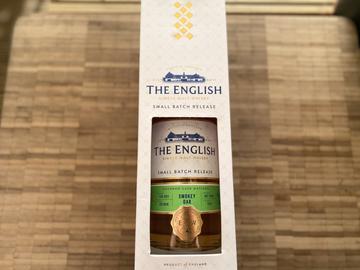 THE ENGLISH
SINGLE MALT WHISKY
SMALL BATCH RELEASE
THE ENGLISH
SINGLE MALT WHISKY
SMALL BATCH RELEASE
SMOKEY
OAK
PRODUCT OF ENGLAND